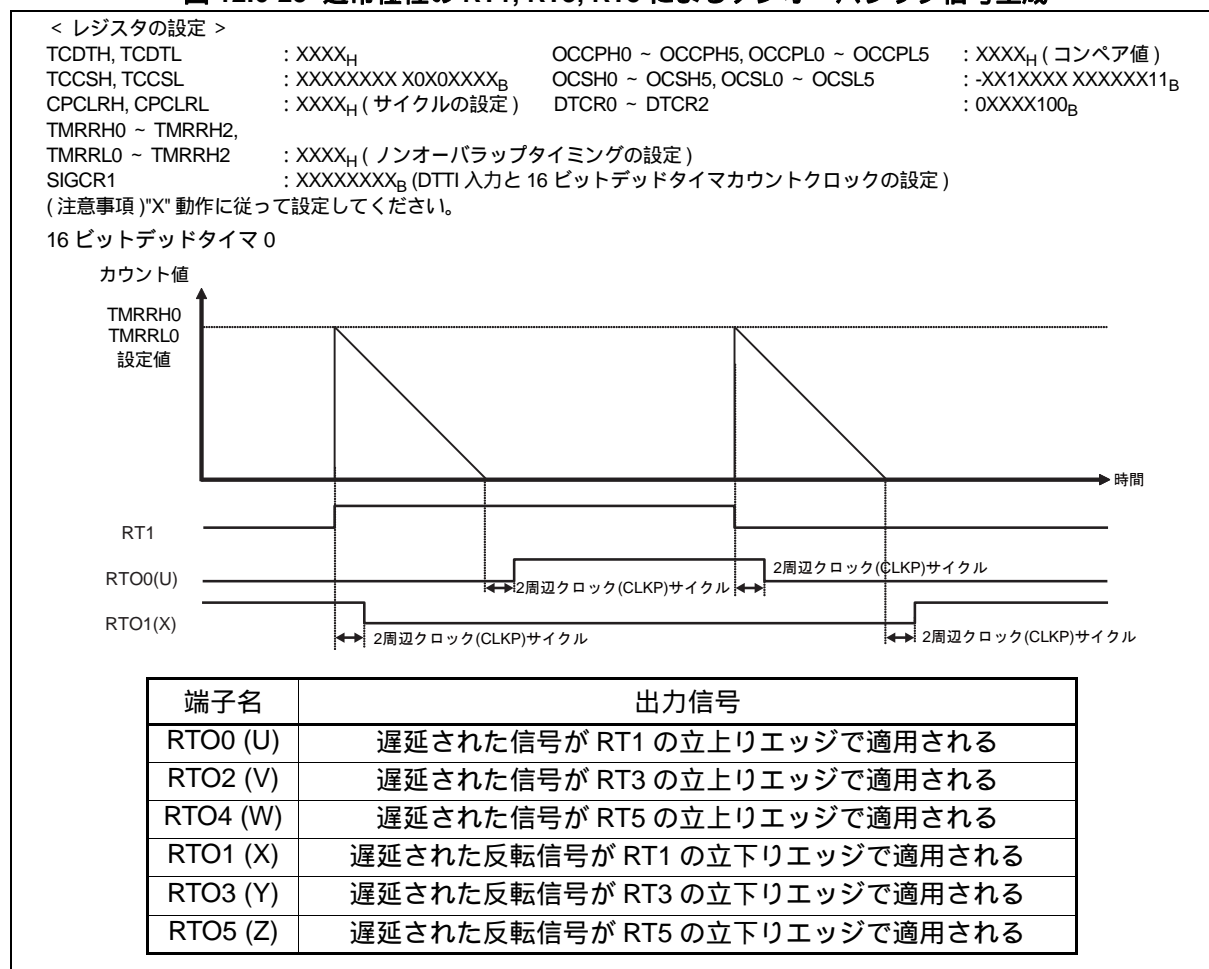 < レジスタの設定 >
TCDTH, TCDTL : XXXXH OCCPH0 ~ OCCPH5, OCCPL0 ~ OCCPL5 : XXXXH ( コンペア値 )
TCCSH, TCCSL : XXXXXXXX X0X0XXXXB OCSH0 ~ OCSH5, OCSL0 ~ OCSL5 : -XX1XXXX XXXXXX11B
CPCLRH, CPCLRL : XXXXH ( サイクルの設定 ) DTCR0 ~ DTCR2 : 0XXXX100B
TMRRH0 ~ TMRRH2,
TMRRL0 ~ TMRRH2 : XXXXH ( ノンオーバラップタイミングの設定 )
SIGCR1 : XXXXXXXXB (DTTI 入力と 16 ビットデッドタイマカウントクロックの設定 )
( 注意事項 )"X" 動作に従って設定してください。
16 ビットデッドタイマ 0
カウント値
TMRRH0
TMRRL0
設定値
時間
RT1
RTO0(U)
2周辺クロック(CLKP)サイクル
2周辺クロック(CLKP)サイクル
RTO1(X)
2周辺クロック(CLKP)サイクル
2周辺クロック(CLKP)サイクル
端子名 出力信号
RTO0 (U) 遅延された信号が RT1 の立上りエッジで適用される
RTO2 (V) 遅延された信号が RT3 の立上りエッジで適用される
RTO4 (W) 遅延された信号が RT5 の立上りエッジで適用される
RTO1 (X) 遅延された反転信号が RT1 の立下りエッジで適用される
RTO3 (Y) 遅延された反転信号が RT3 の立下りエッジで適用される
RTO5 (Z) 遅延された反転信号が RT5 の立下りエッジで適用される